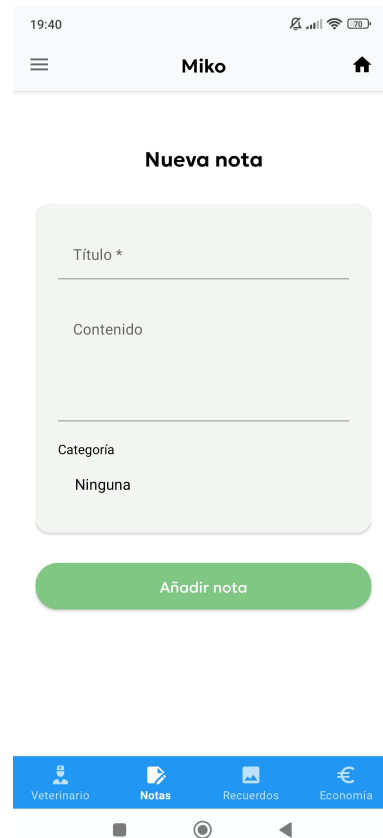 19:40
70
Miko
Nueva nota
Título *
Contenido
Categoría
Ninguna
Añadir nota
Veterinario Notas Recuerdos Economía